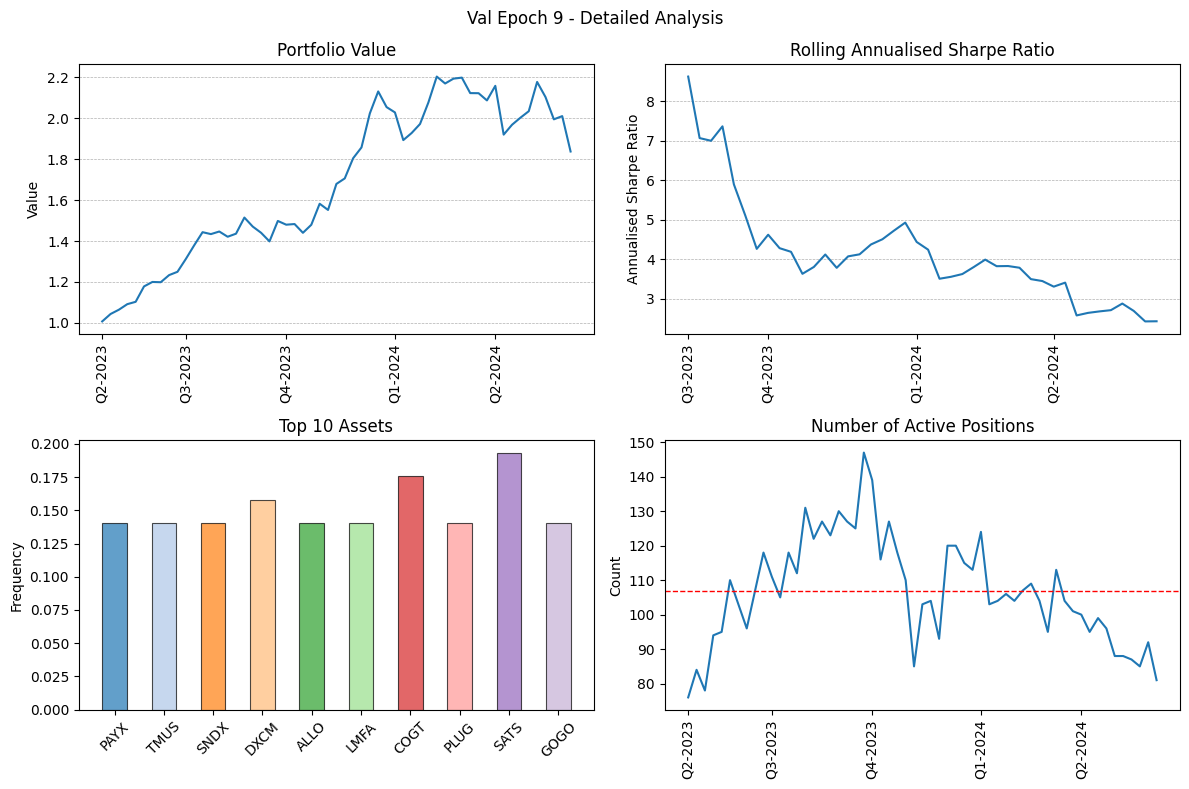 Val Epoch 9 - Detailed Analysis
Portfolio Value
Value
2.2
2.0
1.8
1.6
1.4
1.2
1.0
Q2-2023
Q3-2023
Q4-2023
Q1-2024
Q2-2024
Rolling Annualised Sharpe Ratio
Annualised Sharpe Ratio
8
7
6
5
4
3
Q3-2023
Q4-2023
Q1-2024
Q2-2024
Top 10 Assets
Frequency
0.200
0.175
0.150
0.125
0.100
0.075
0.050
0.025
0.000
PAYX
TMUS
SNDX
DXCM
ALLO
LMFA
COGT
PLUG
SATS
GOGO
Number of Active Positions
Count
150
140
130
120
110
100
90
80
Q2-2023
Q3-2023
Q4-2023
Q1-2024
Q2-2024